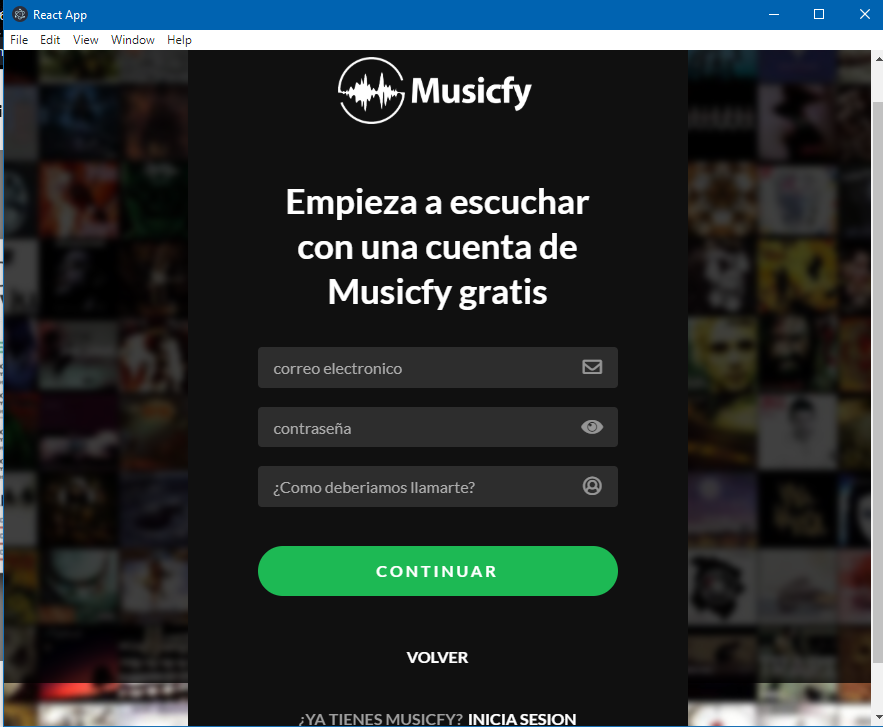 React App
File Edit View Window Help
Musicfy
Empieza a escuchar
con una cuenta de
Musicfy gratis
correo electronico
contraseña
¿Como deberiamos llamarte?
CONTINUAR
VOLVER
¿YA TIENES MUSICFY? INICIA SESION